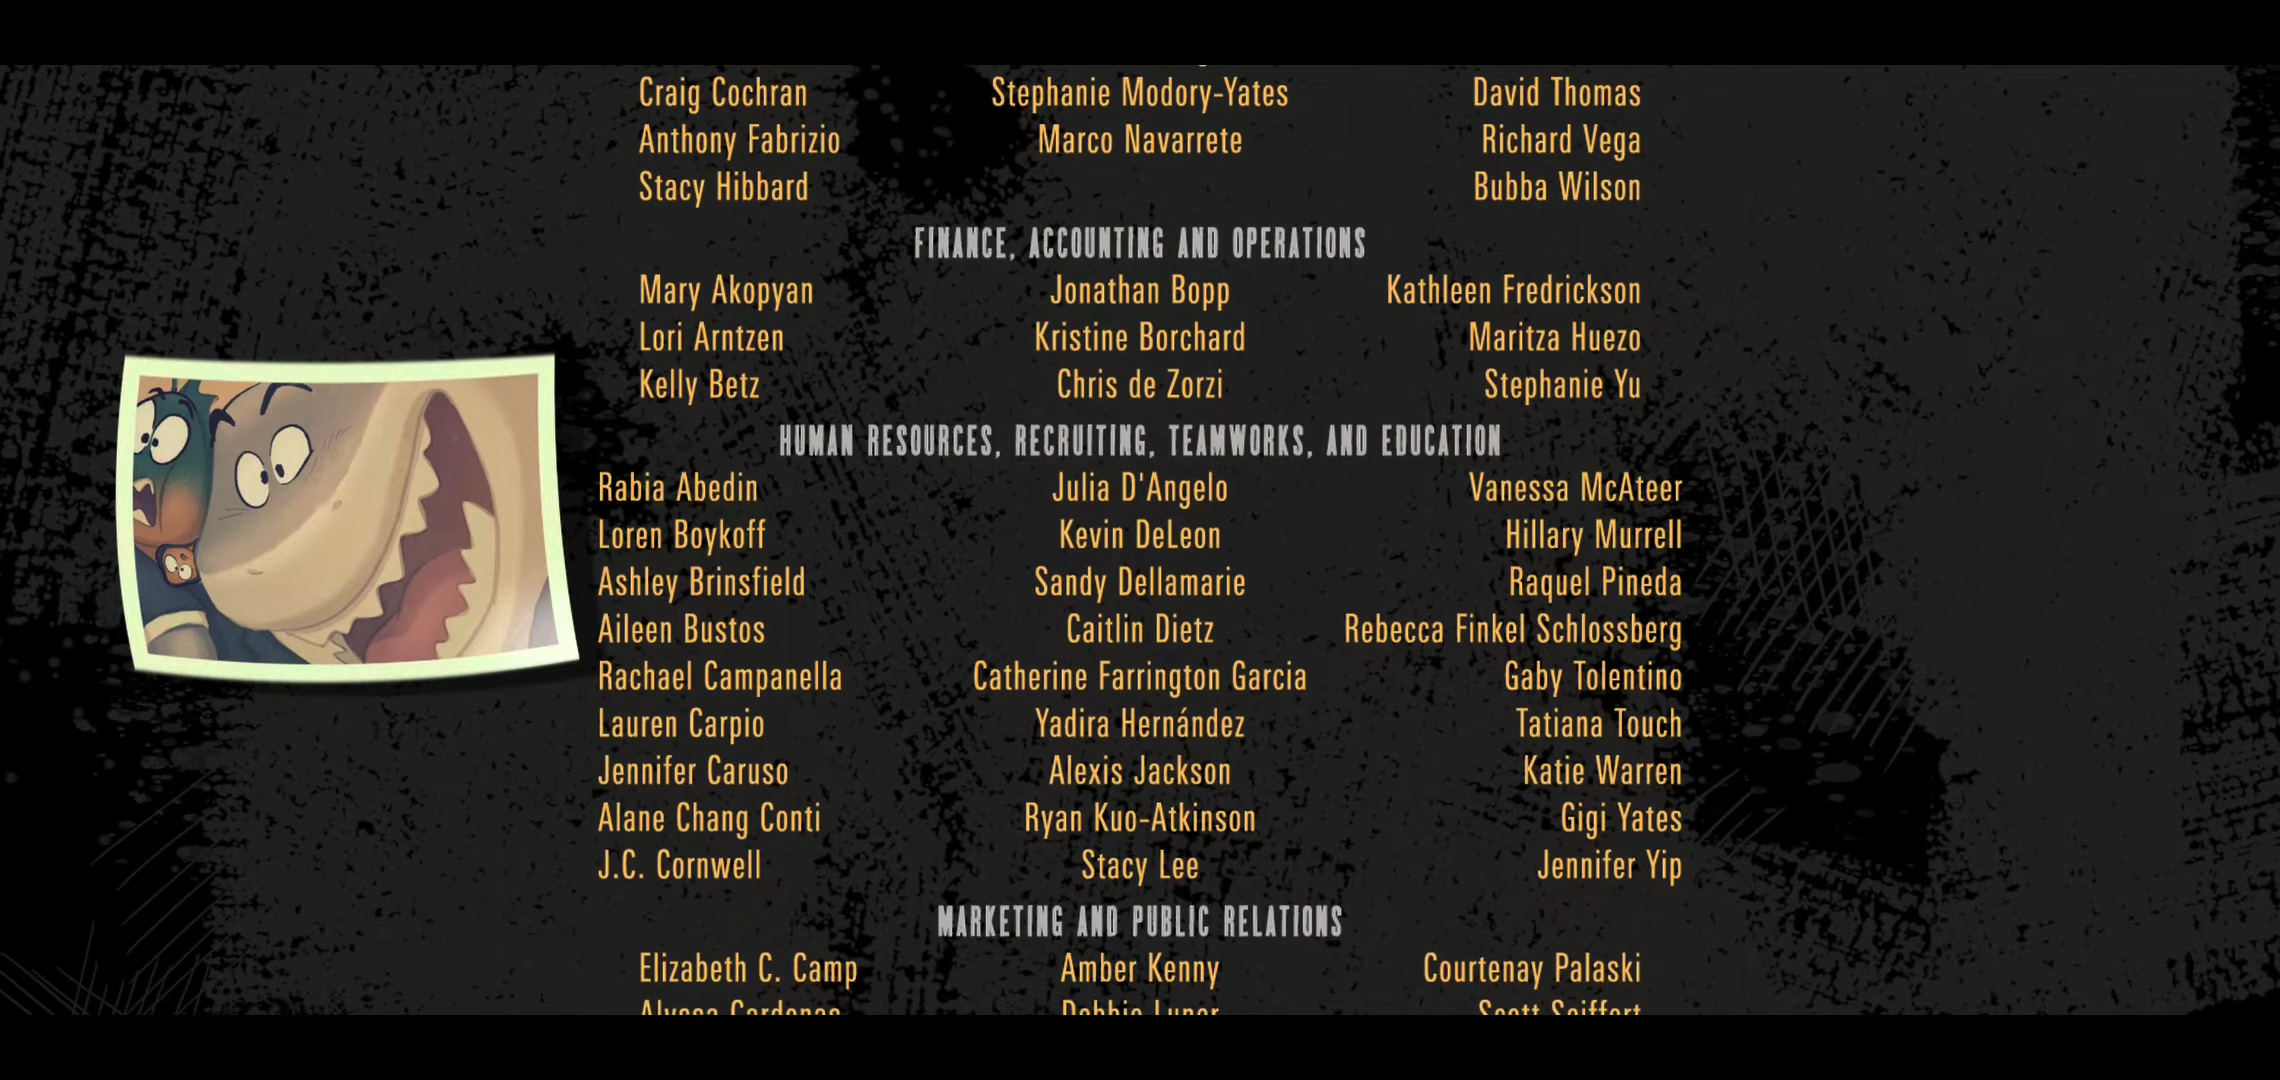 Craig Cochran Stephanie Modory-Yates David Thomas
Anthony Fabrizio Marco Navarrete Richard Vega
Stacy Hibbard Bubba Wilson
FINANCE, ACCOUNTING AND OPERATIONS
Mary Akopyan Jonathan Bopp Kathleen Fredrickson
Lori Arntzen Kristine Borchard Maritza Huezo
Kelly Betz Chris de Zorzi Stephanie Yu
HUMAN RESOURCES, RECRUITING, TEAMWORKS, AND EDUCATION
Rabia Abedin Julia D'Angelo Vanessa McAteer
Loren Boykoff Kevin DeLeon Hillary Murrell
Ashley Brinsfield Sandy Dellamarie Raquel Pineda
Aileen Bustos Caitlin Dietz Rebecca Finkel Schlossberg
Rachael Campanella Catherine Farrington Garcia Gaby Tolentino
Lauren Carpio Yadira Hernández Tatiana Touch
Jennifer Caruso Alexis Jackson Katie Warren
Alane Chang Conti Ryan Kuo-Atkinson Gigi Yates
J.C. Cornwell Stacy Lee Jennifer Yip
MARKETING AND PUBLIC RELATIONS
Elizabeth C. Camp Amber Kenny Courtenay Palaski